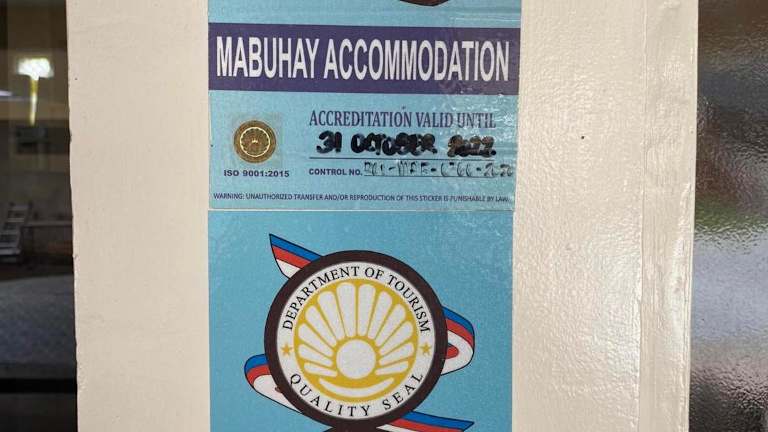 MABUHAY ACCOMMODATION
ACCREDITATION VALID UNTIL
31 OCTOBER 2022
ISO 9001:2015
CONTROL NO.
WARNING: UNAUTHORIZED TRANSFER AND/OR REPRODUCTION OF THIS STICKER IS PUNISHABLE BY LAW.
DEPARTMENT OF TOURISM
QUALITY SEAL